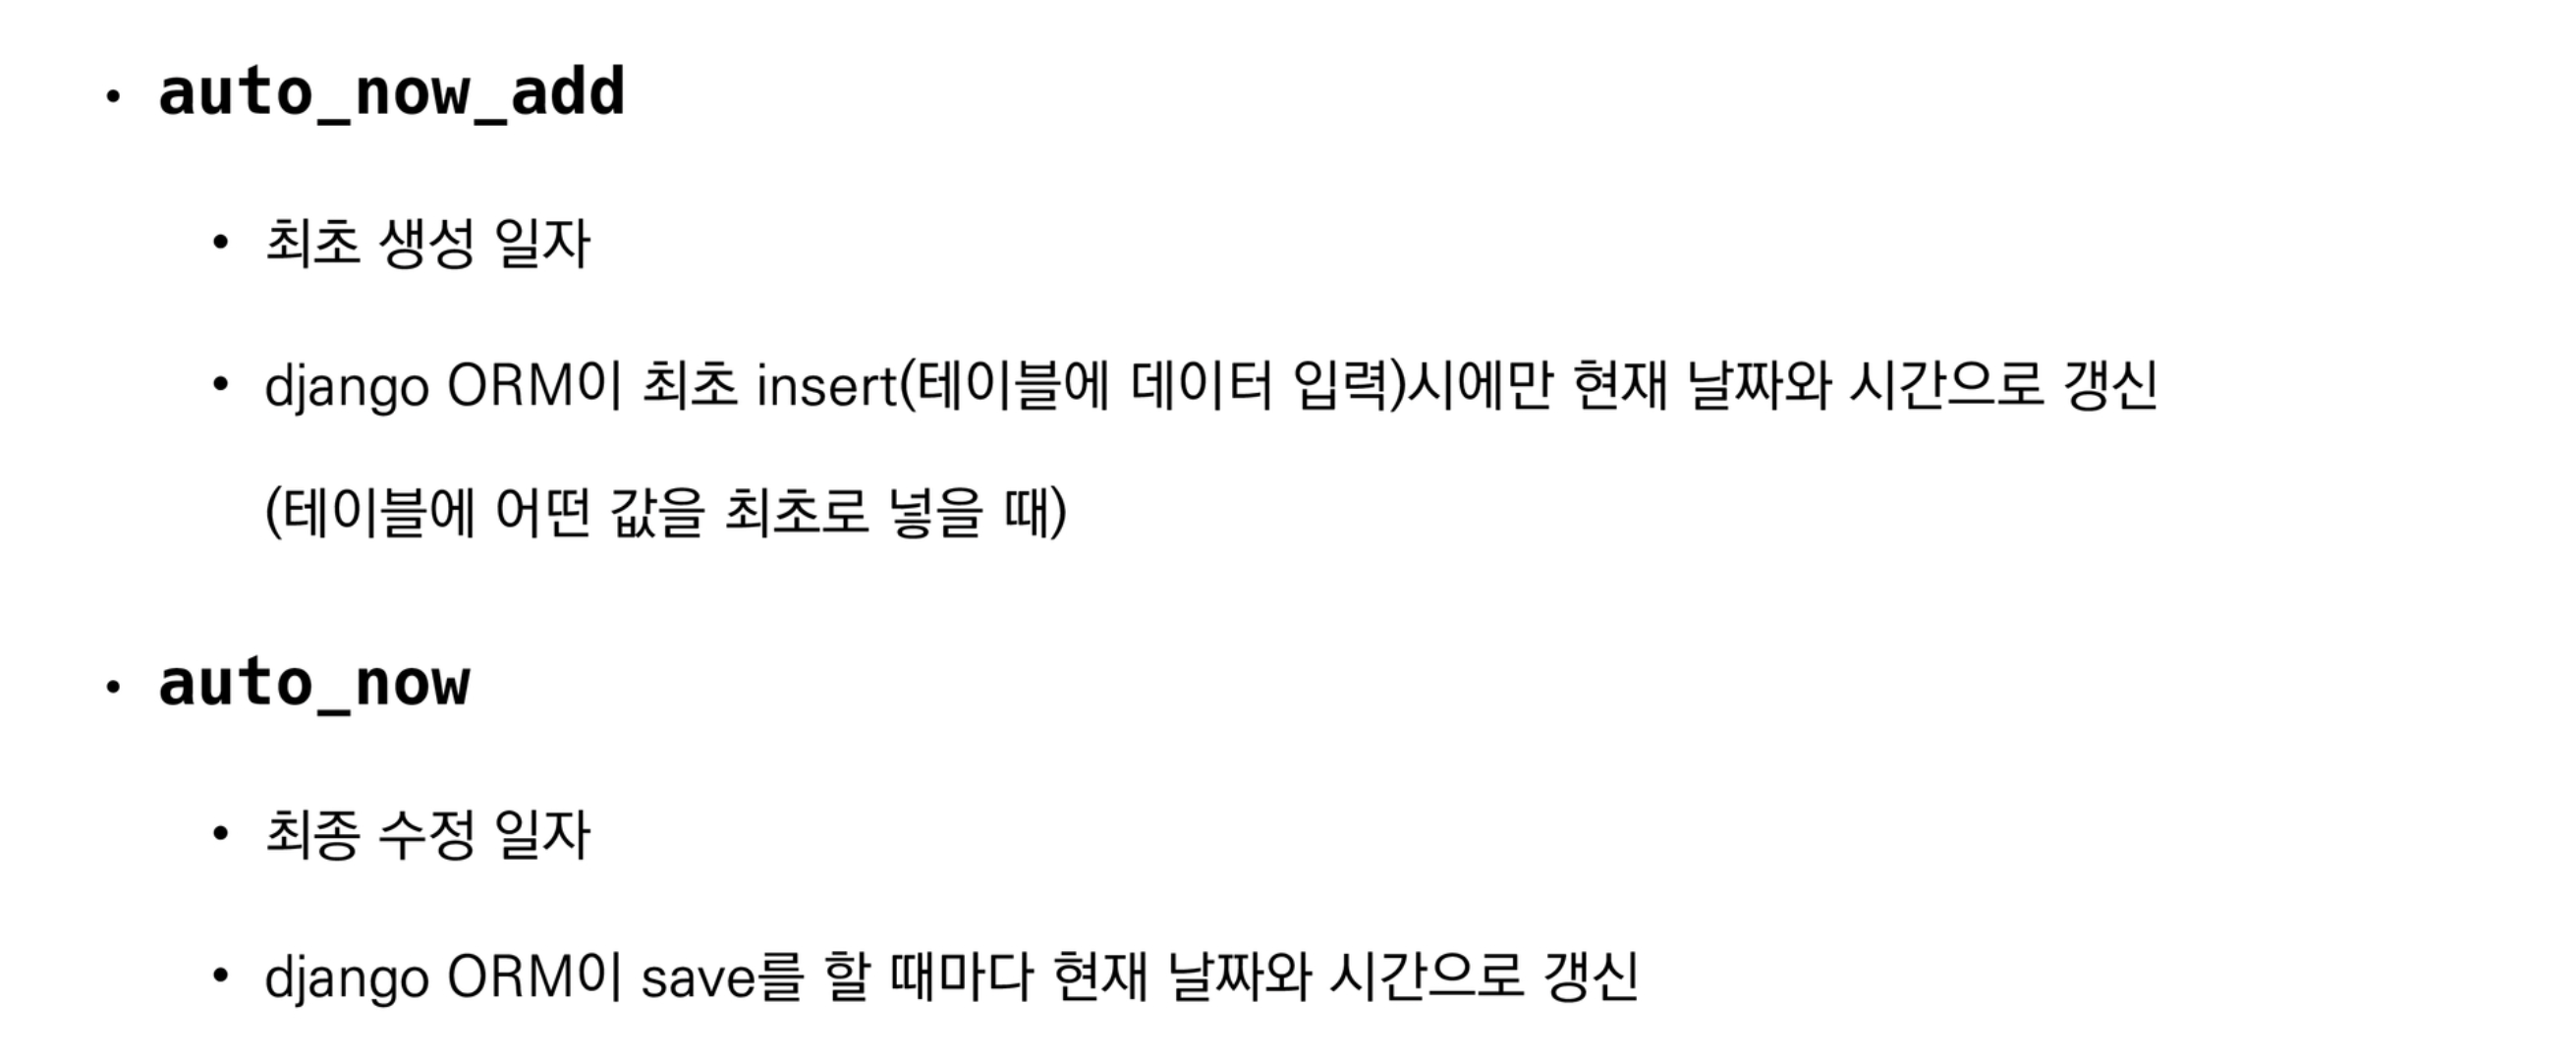 • auto_now_add
• 최초 생성 일자
• django ORM이 최초 insert(테이블에 데이터 입력)시에만 현재 날짜와 시간으로 갱신
(테이블에 어떤 값을 최초로 넣을 때)
• auto_now
• 최종 수정 일자
• django ORM이 save를 할 때마다 현재 날짜와 시간으로 갱신